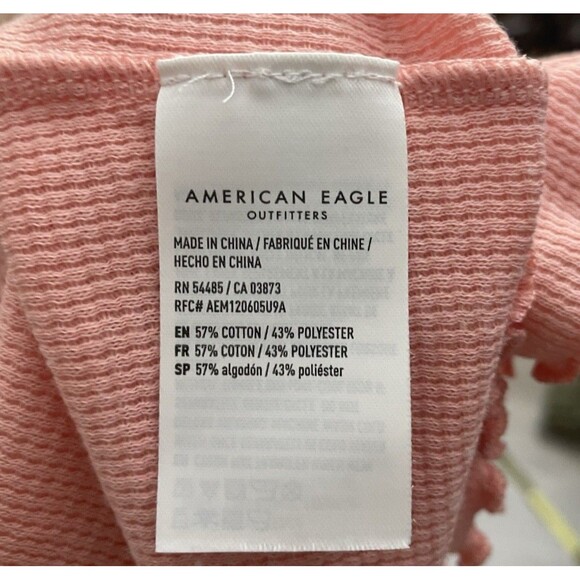 AMERICAN EAGLE
OUTFITTERS
MADE IN CHINA / FABRIQUÉ EN CHINE /
HECHO EN CHINA
RN 54485 / CA 03873
RFC# AEM120605U9A
EN 57% COTTON / 43% POLYESTER
FR 57% COTON / 43% POLYESTER
SP 57% algodón / 43% poliéster